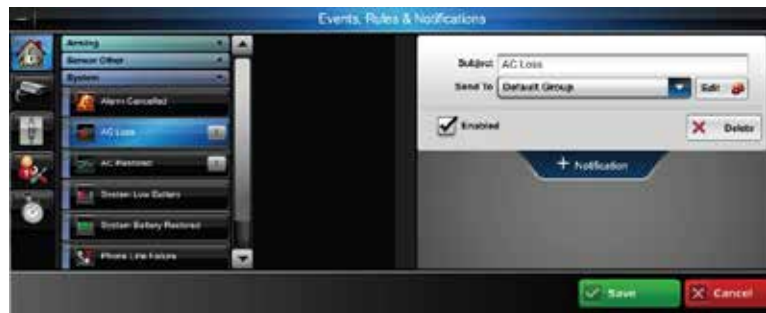 Events, Rules & Notifications
Arming
Sensor Other
System
Alarm Cancelled
AC Loss
AC Restored
System Low Battery
System Battery Restored
Phone Line Failure
Subject AC Loss
Send To Default Group Edit
Enabled
Delete
+ Notification
Save
Cancel